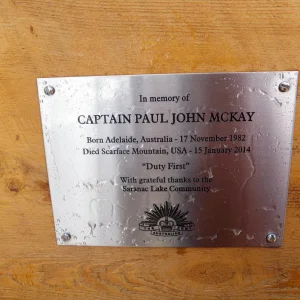 In memory of
CAPTAIN PAUL JOHN MCKAY
Born Adelaide, Australia - 17 November 1982
Died Scarface Mountain, USA - 15 January 2014
"Duty First"
With grateful thanks to the
Saranac Lake Community